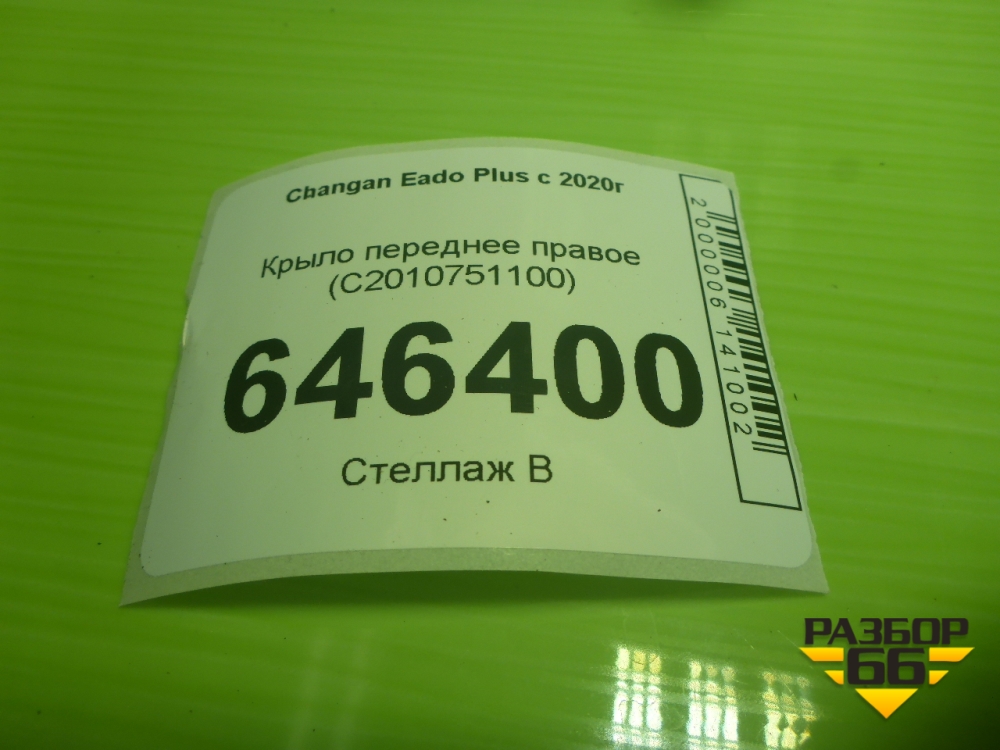 Changan Eado Plus с 2020г
Крыло переднее правое
(C2010751100)
646400
Стеллаж В
2000006141002
РАЗБОР
66